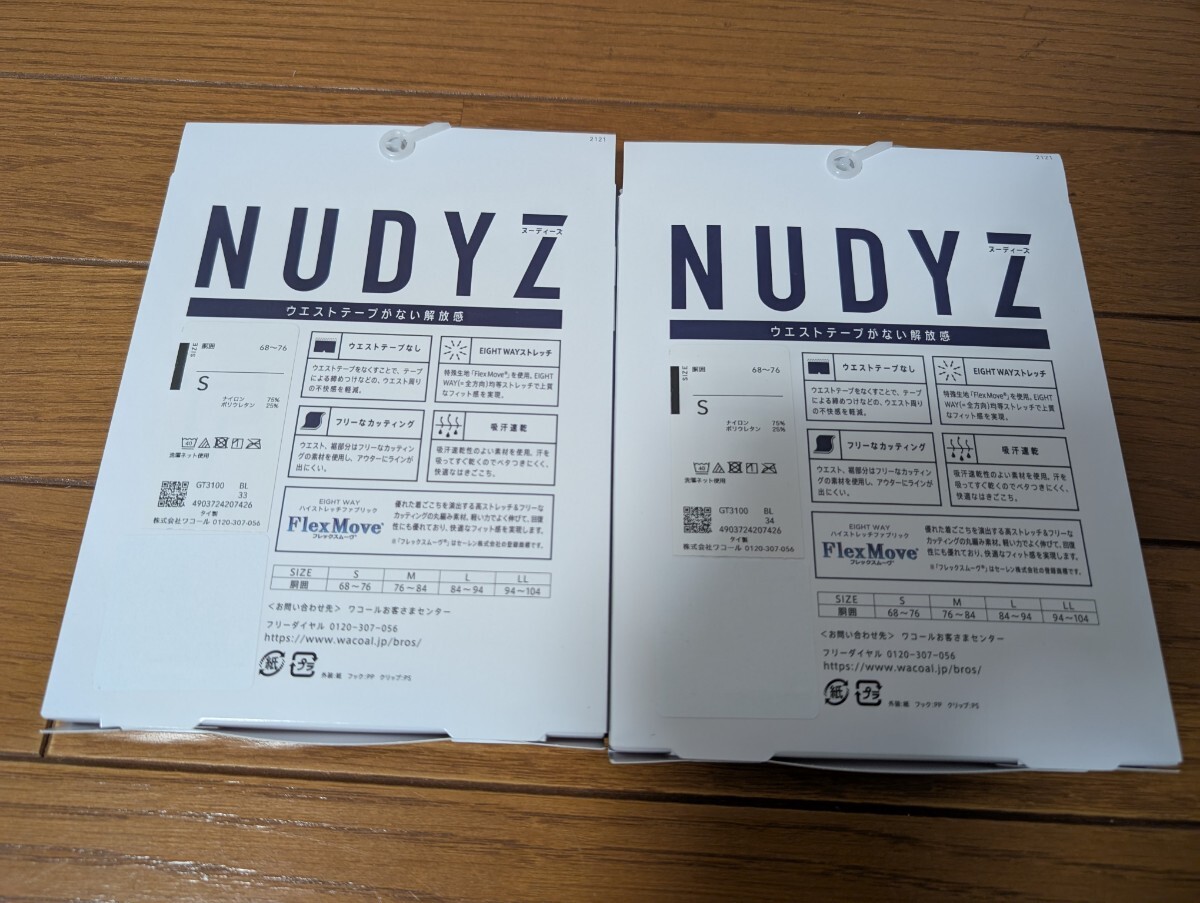 2121
NUDYZ
ヌーディーズ
ウエストテープがない解放感
SIZE
胴囲 68〜76
S
ナイロン 75%
ポリウレタン 25%
40
洗濯ネット使用
GT3100 BL
33
4903724207426
タイ製
株式会社ワコール 0120-307-056
ウエストテープなし
ウエストテープをなくすことで、テープ
による締めつけなどの、ウエスト周り
の不快感を軽減。
EIGHT WAYストレッチ
特殊生地「Flex Move®」を使用。EIGHT
WAY(=全方向)均等ストレッチで上質
なフィット感を実現。
フリーなカッティング
ウエスト、裾部分はフリーなカッティン
グの素材を使用し、アウターにラインが
出にくい。
吸汗速乾
吸汗速乾性のよい素材を使用。汗を
吸ってすぐ乾くのでベタつきにくく、
快適なはきごこち。
EIGHT WAY
ハイストレッチファブリック
FlexMove®
フレックスムーヴ
優れた着ごこちを演出する高ストレッチ&フリーな
カッティングの丸編み素材。軽い力でよく伸びて、回復
性にも優れており、快適なフィット感を実現します。
※「フレックスムーヴ®」はセーレン株式会社の登録商標です。
SIZE S M L LL
胴囲 68〜76 76〜84 84〜94 94〜104
<お問い合わせ先> ワコールお客さまセンター
フリーダイヤル 0120-307-056
https://www.wacoal.jp/bros/
紙 プラ
外箱:紙 フック:PP クリップ:PS
2121
NUDYZ
ヌーディーズ
ウエストテープがない解放感
SIZE
胴囲 68〜76
S
ナイロン 75%
ポリウレタン 25%
40
洗濯ネット使用
GT3100 BL
34
4903724207426
タイ製
株式会社ワコール 0120-307-056
ウエストテープなし
ウエストテープをなくすことで、テープ
による締めつけなどの、ウエスト周り
の不快感を軽減。
EIGHT WAYストレッチ
特殊生地「Flex Move®」を使用。EIGHT
WAY(=全方向)均等ストレッチで上質
なフィット感を実現。
フリーなカッティング
ウエスト、裾部分はフリーなカッティン
グの素材を使用し、アウターにラインが
出にくい。
吸汗速乾
吸汗速乾性のよい素材を使用。汗を
吸ってすぐ乾くのでベタつきにくく、
快適なはきごこち。
EIGHT WAY
ハイストレッチファブリック
FlexMove®
フレックスムーヴ
優れた着ごこちを演出する高ストレッチ&フリーな
カッティングの丸編み素材。軽い力でよく伸びて、回復
性にも優れており、快適なフィット感を実現します。
※「フレックスムーヴ®」はセーレン株式会社の登録商標です。
SIZE S M L LL
胴囲 68〜76 76〜84 84〜94 94〜104
<お問い合わせ先> ワコールお客さまセンター
フリーダイヤル 0120-307-056
https://www.wacoal.jp/bros/
紙 プラ
外箱:紙 フック:PP クリップ:PS